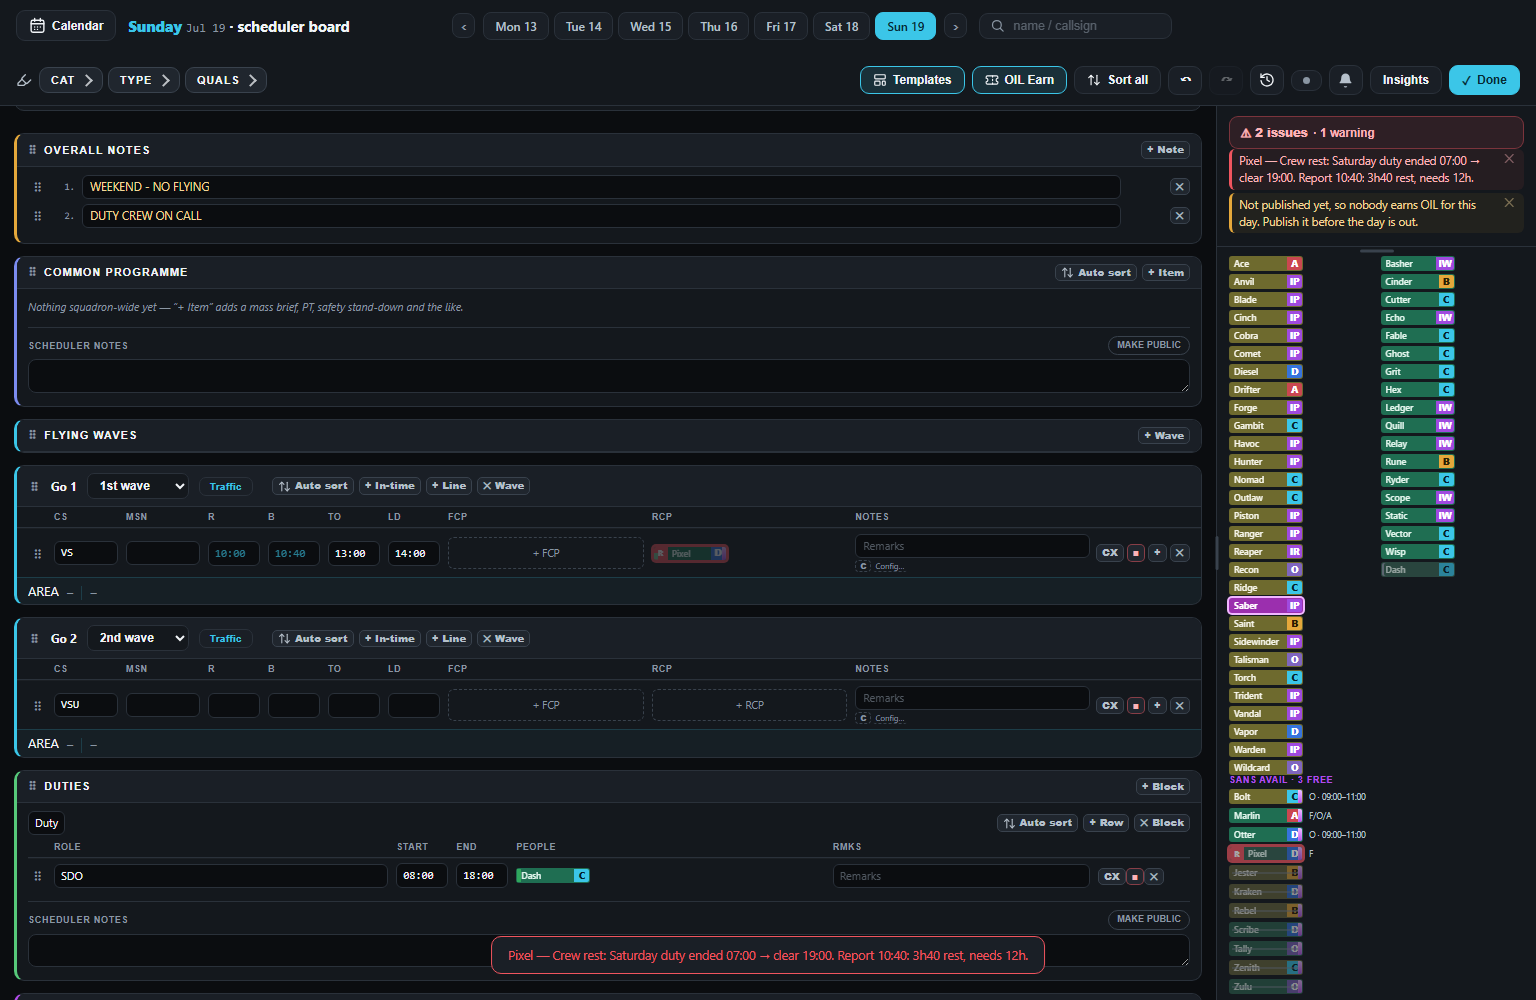 Calendar
Sunday Jul 19 · scheduler board
‹ Mon 13 Tue 14 Wed 15 Thu 16 Fri 17 Sat 18 Sun 19 ›
name / callsign
CAT TYPE QUALS
Templates OIL Earn Sort all Insights ✓ Done
OVERALL NOTES
+ Note
1. WEEKEND - NO FLYING ✕
2. DUTY CREW ON CALL ✕
COMMON PROGRAMME
Auto sort + Item
Nothing squadron-wide yet — "+ Item" adds a mass brief, PT, safety stand-down and the like.
SCHEDULER NOTES MAKE PUBLIC
FLYING WAVES
+ Wave
Go 1 1st wave Traffic Auto sort + In-time + Line ✕ Wave
CS MSN R B TO LD FCP RCP NOTES
VS 10:00 10:40 13:00 14:00 + FCP R Pixel D Remarks CX + ✕
C Config...
AREA – –
Go 2 2nd wave Traffic Auto sort + In-time + Line ✕ Wave
CS MSN R B TO LD FCP RCP NOTES
VSU + FCP + RCP Remarks CX + ✕
C Config...
AREA – –
DUTIES
+ Block
Duty Auto sort + Row ✕ Block
ROLE START END PEOPLE RMKS
SDO 08:00 18:00 Dash C Remarks CX ✕
SCHEDULER NOTES MAKE PUBLIC
Pixel — Crew rest: Saturday duty ended 07:00 → clear 19:00. Report 10:40: 3h40 rest, needs 12h.
⚠ 2 issues · 1 warning
Pixel — Crew rest: Saturday duty ended 07:00 →
clear 19:00. Report 10:40: 3h40 rest, needs 12h.
Not published yet, so nobody earns OIL for this
day. Publish it before the day is out.
Ace A
Anvil IP
Blade IP
Cinch IP
Cobra IP
Comet IP
Diesel D
Drifter A
Forge IP
Gambit C
Havoc IP
Hunter IP
Nomad C
Outlaw C
Piston IP
Ranger IP
Reaper IR
Recon O
Ridge C
Saber IP
Saint B
Sidewinder IP
Talisman O
Torch C
Trident IP
Vandal IP
Vapor D
Warden IP
Wildcard O
Basher IW
Cinder B
Cutter C
Echo IW
Fable C
Ghost C
Grit C
Hex C
Ledger IW
Quill IW
Relay IW
Rune B
Ryder C
Scope IW
Static IW
Vector C
Wisp C
Dash C
SANS AVAIL · 3 FREE
Bolt C O · 09:00–11:00
Marlin A F/O/A
Otter D O · 09:00–11:00
R Pixel D F
Jester B
Kraken D
Rebel B
Scribe D
Tally O
Zenith C
Zulu O